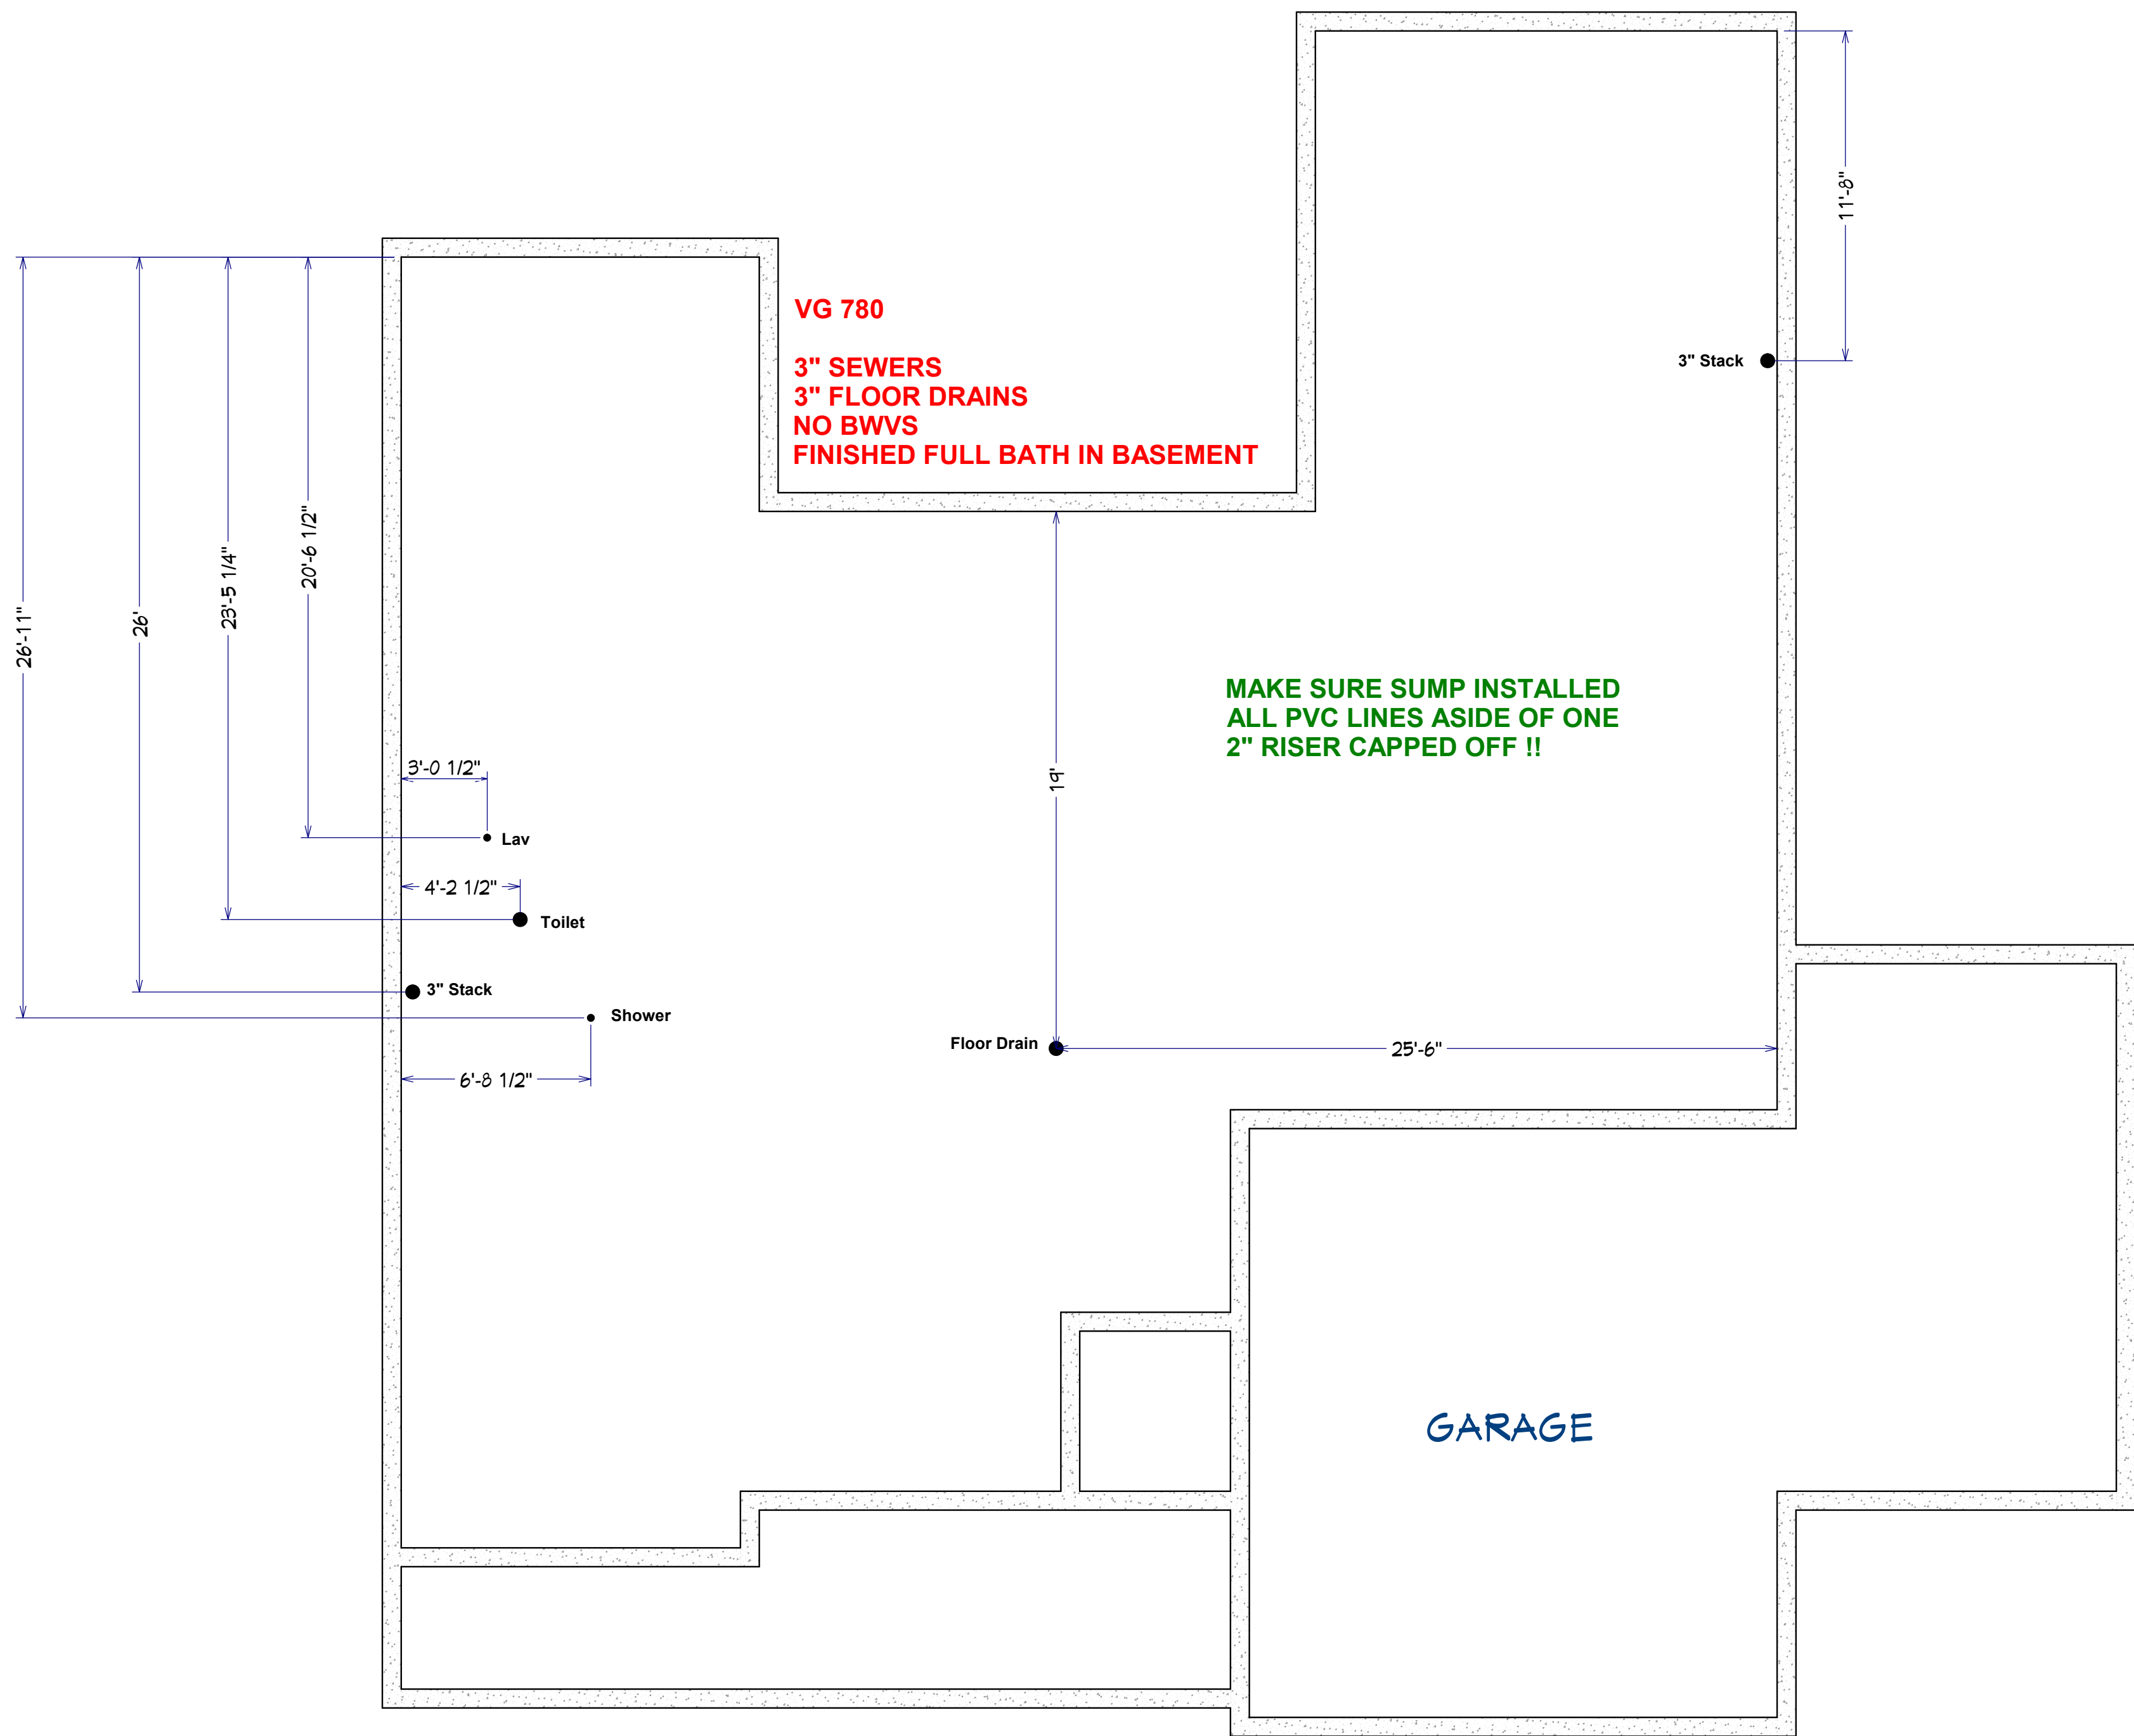 VG 780
3" SEWERS
3" FLOOR DRAINS
NO BWVS
FINISHED FULL BATH IN BASEMENT
11'-8"
3" Stack
26'-11"
26'
23'-5 1/4"
20'-6 1/2"
MAKE SURE SUMP INSTALLED
ALL PVC LINES ASIDE OF ONE
2" RISER CAPPED OFF !!
3'-0 1/2"
19'
Lav
4'-2 1/2"
Toilet
3" Stack
Shower
Floor Drain
25'-6"
6'-8 1/2"
GARAGE